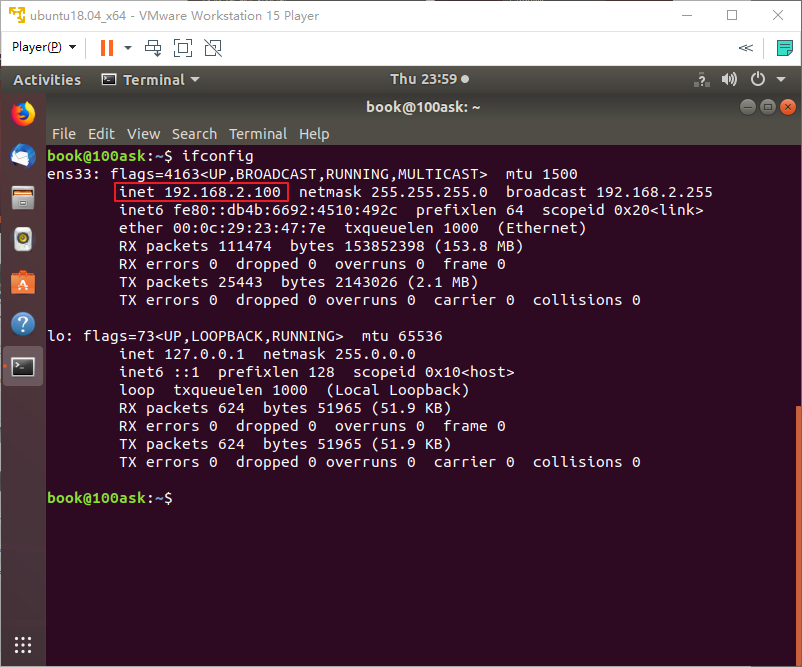 ubuntu18.04_x64 - VMware Workstation 15 Player
Player(P)
Activities Terminal Thu 23:59
book@100ask: ~
File Edit View Search Terminal Help
book@100ask:~$ ifconfig
ens33: flags=4163<UP,BROADCAST,RUNNING,MULTICAST>  mtu 1500
        inet 192.168.2.100  netmask 255.255.255.0  broadcast 192.168.2.255
        inet6 fe80::db4b:6692:4510:492c  prefixlen 64  scopeid 0x20<link>
        ether 00:0c:29:23:47:7e  txqueuelen 1000  (Ethernet)
        RX packets 111474  bytes 153852398 (153.8 MB)
        RX errors 0  dropped 0  overruns 0  frame 0
        TX packets 25443  bytes 2143026 (2.1 MB)
        TX errors 0  dropped 0 overruns 0  carrier 0  collisions 0
lo: flags=73<UP,LOOPBACK,RUNNING>  mtu 65536
        inet 127.0.0.1  netmask 255.0.0.0
        inet6 ::1  prefixlen 128  scopeid 0x10<host>
        loop  txqueuelen 1000  (Local Loopback)
        RX packets 624  bytes 51965 (51.9 KB)
        RX errors 0  dropped 0  overruns 0  frame 0
        TX packets 624  bytes 51965 (51.9 KB)
        TX errors 0  dropped 0 overruns 0  carrier 0  collisions 0
book@100ask:~$